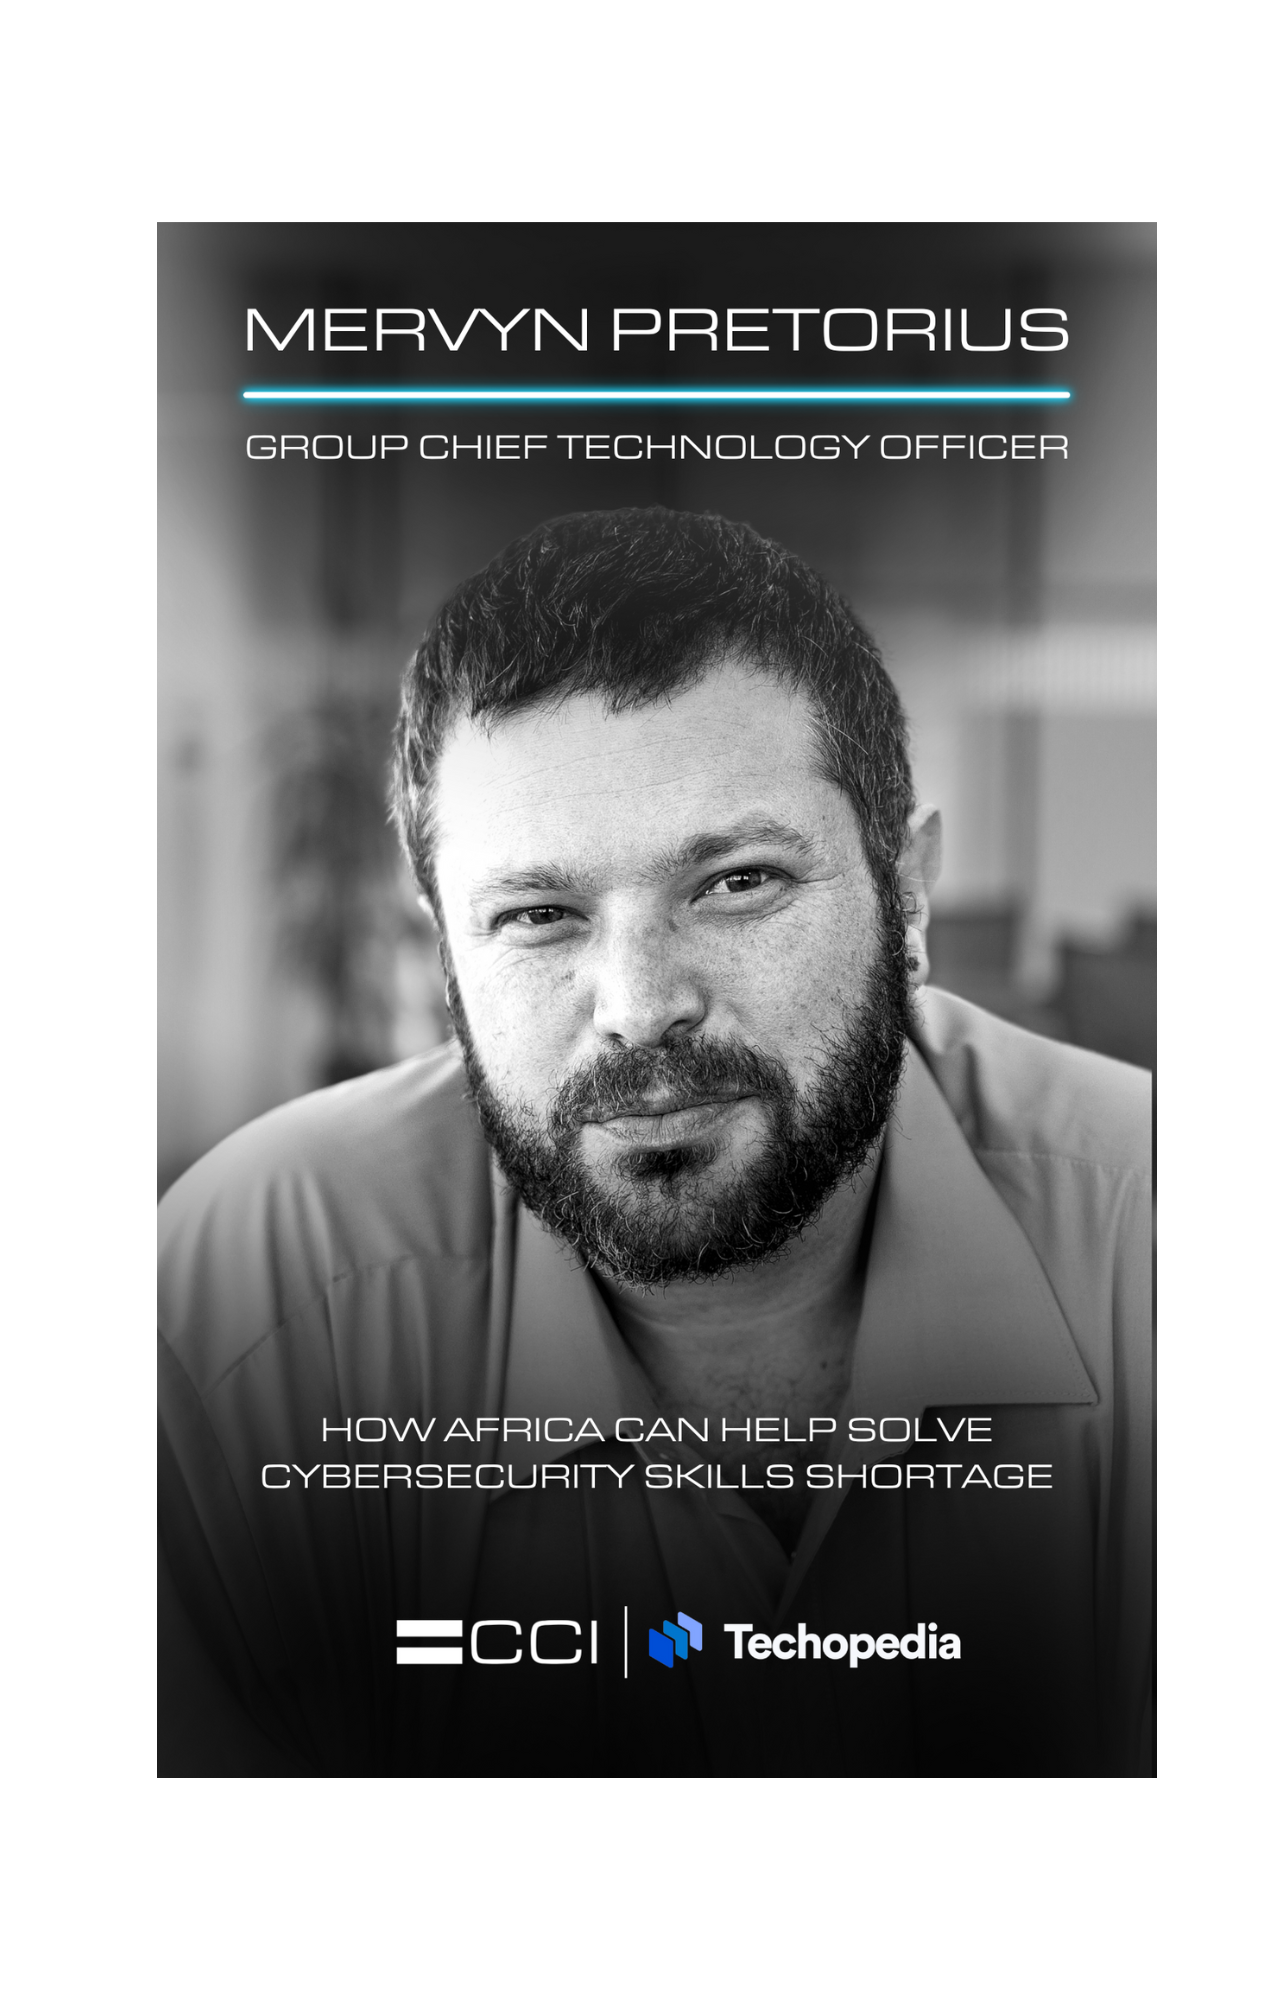 MERVYN PRETORIUS
GROUP CHIEF TECHNOLOGY OFFICER
HOW AFRICA CAN HELP SOLVE
CYBERSECURITY SKILLS SHORTAGE
CCI
Techopedia